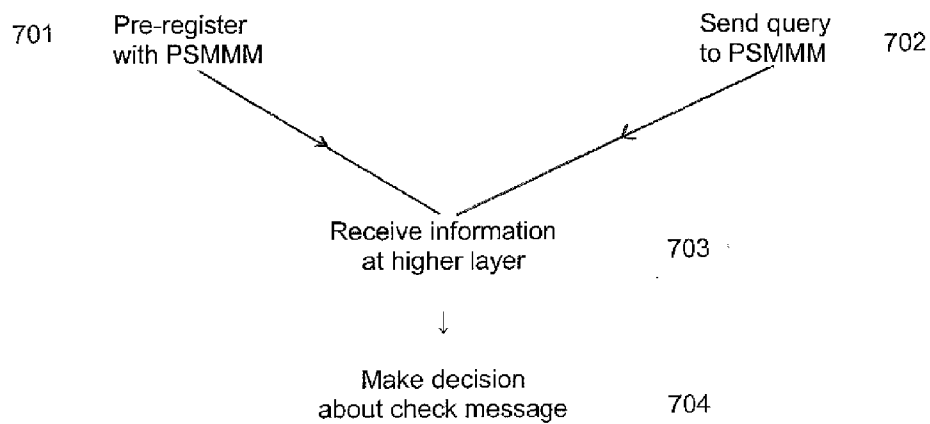 701
Pre-register
with PSMMM
Send query
to PSMMM
702
Receive information
at higher layer
703
Make decision
about check message
704